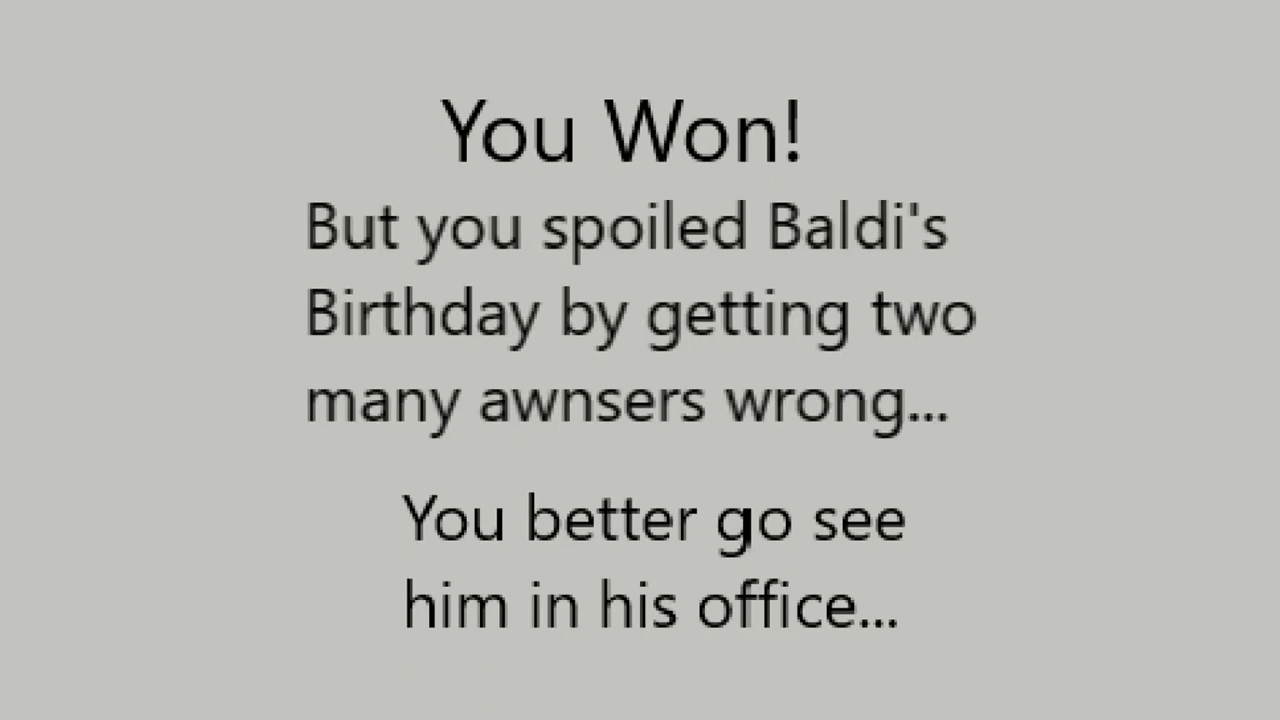 You Won!
But you spoiled Baldi's
Birthday by getting two
many awnsers wrong...
You better go see
him in his office...